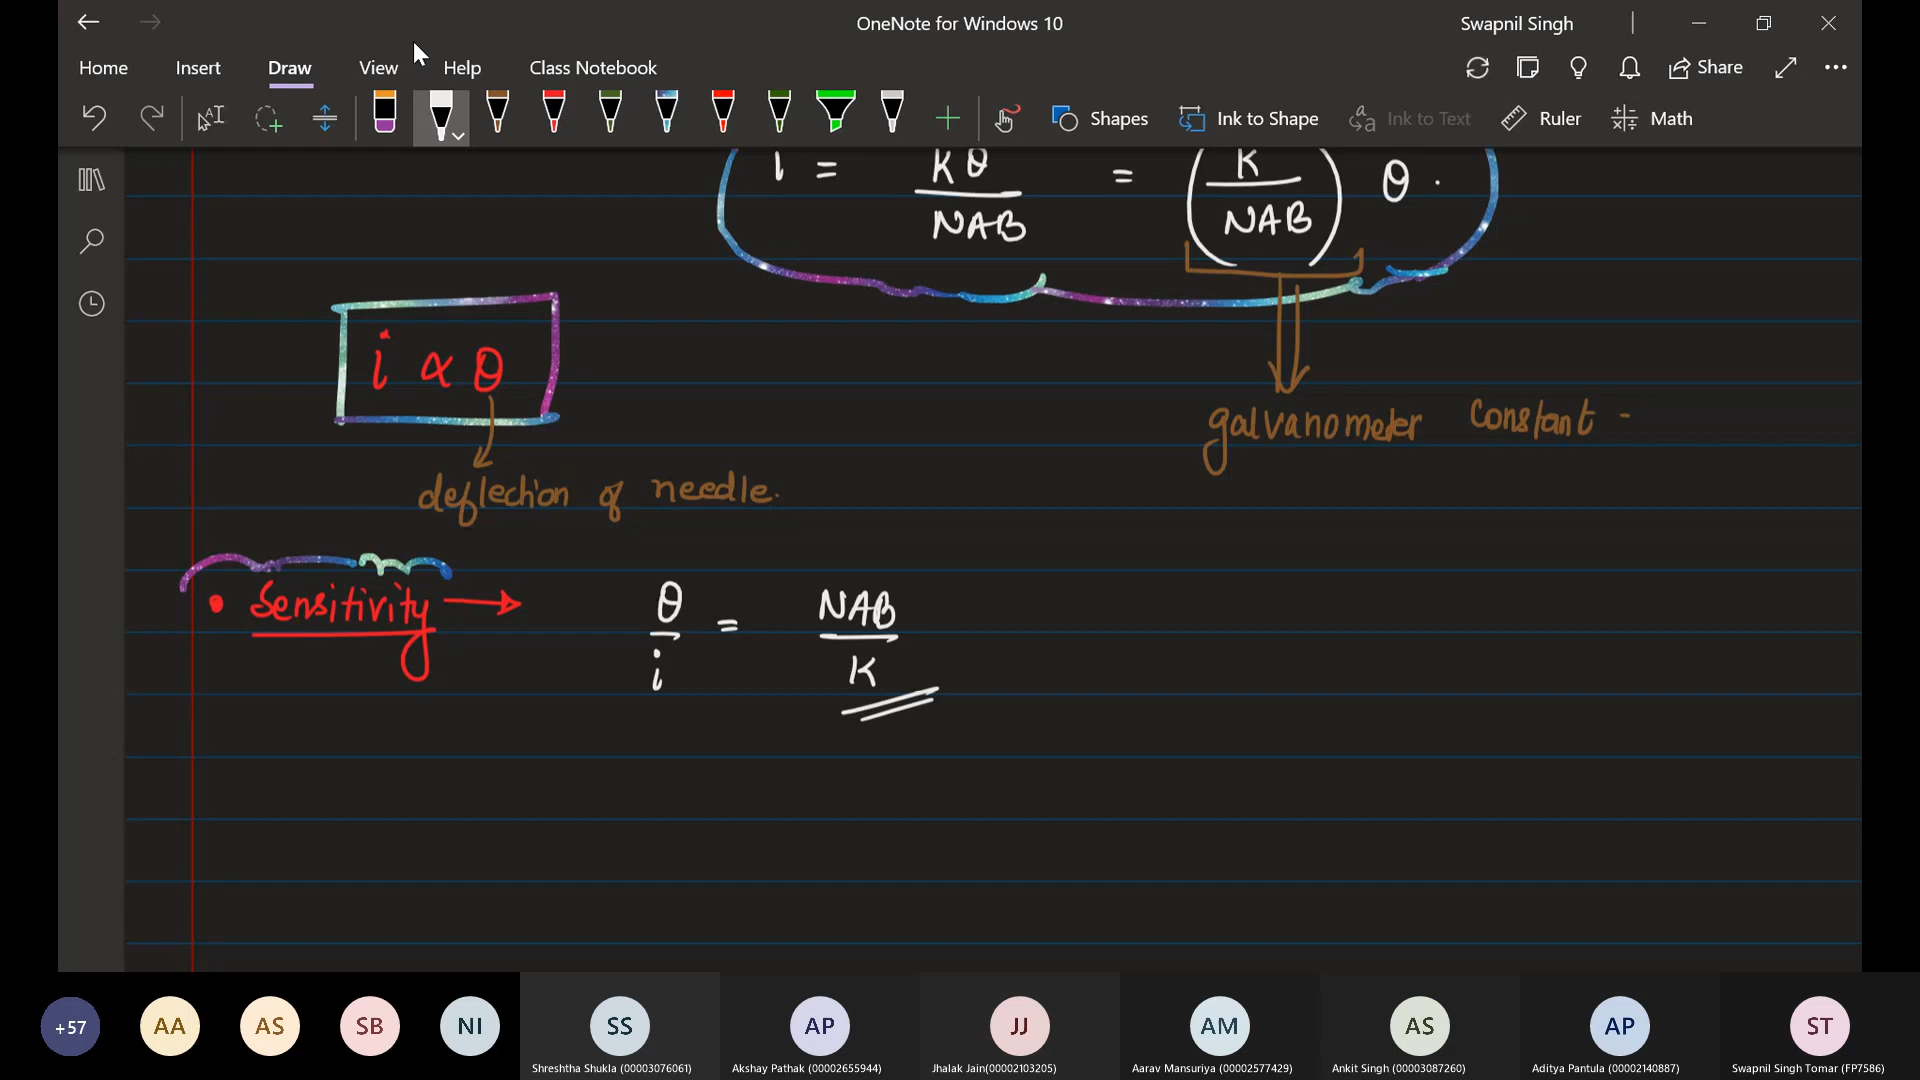 OneNote for Windows 10
Swapnil Singh
Home Insert Draw View Help Class Notebook
Share
Shapes Ink to Shape Ink to Text Ruler Math
i = Kθ / NAB = (K / NAB) θ .
i ∝ θ
galvanometer constant -
deflection of needle.
• Sensitivity → θ / i = NAB / K
+57 AA AS SB NI SS AP JJ AM AS AP ST
Shreshtha Shukla (00003076061) Akshay Pathak (00002655944) Jhalak Jain(00002103205) Aarav Mansuriya (00002577429) Ankit Singh (00003087260) Aditya Pantula (00002140887) Swapnil Singh Tomar (FP7586)